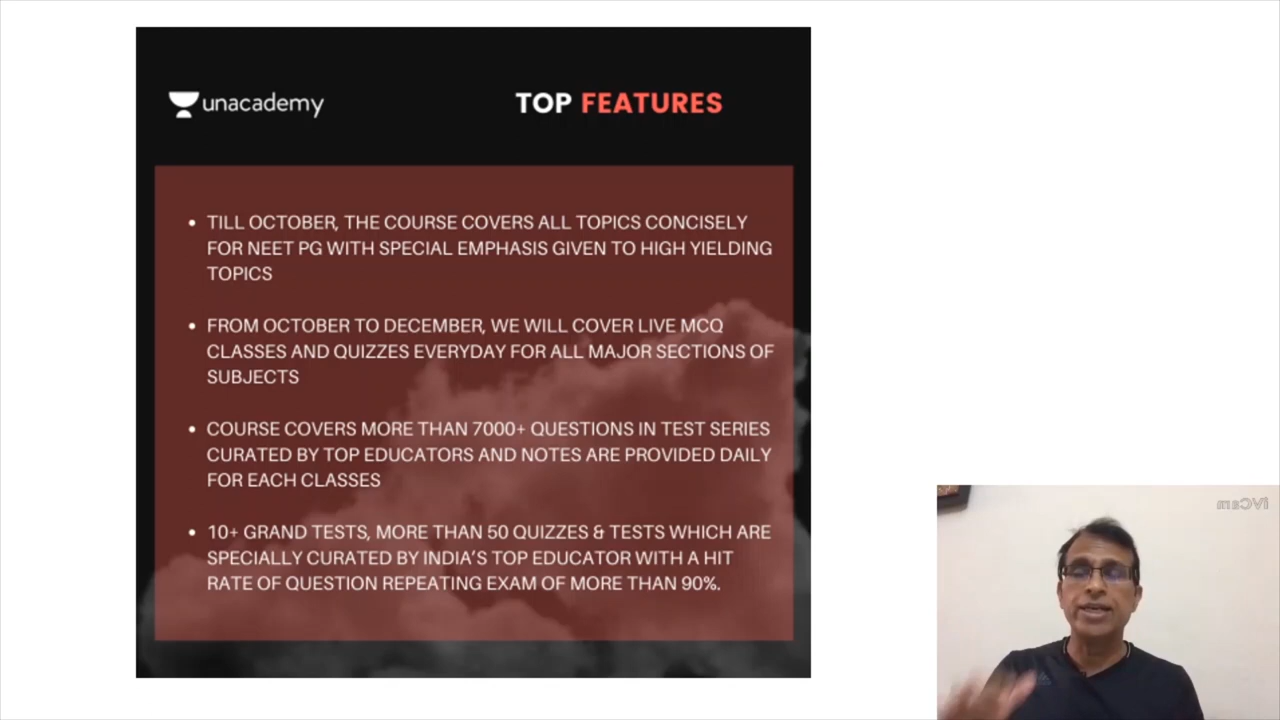 unacademy
TOP FEATURES
• TILL OCTOBER, THE COURSE COVERS ALL TOPICS CONCISELY
FOR NEET PG WITH SPECIAL EMPHASIS GIVEN TO HIGH YIELDING
TOPICS
• FROM OCTOBER TO DECEMBER, WE WILL COVER LIVE MCQ
CLASSES AND QUIZZES EVERYDAY FOR ALL MAJOR SECTIONS OF
SUBJECTS
• COURSE COVERS MORE THAN 7000+ QUESTIONS IN TEST SERIES
CURATED BY TOP EDUCATORS AND NOTES ARE PROVIDED DAILY
FOR EACH CLASSES
• 10+ GRAND TESTS, MORE THAN 50 QUIZZES & TESTS WHICH ARE
SPECIALLY CURATED BY INDIA'S TOP EDUCATOR WITH A HIT
RATE OF QUESTION REPEATING EXAM OF MORE THAN 90%.
iVCam